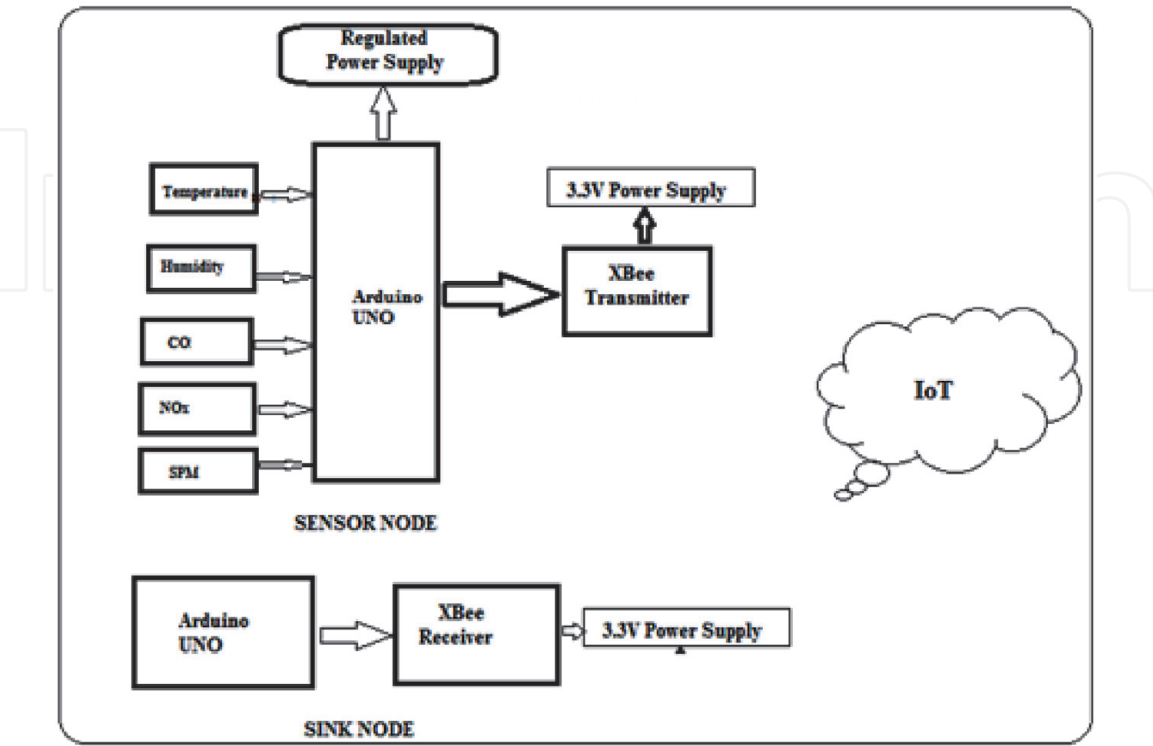 Regulated
Power Supply
Temperature
3.3V Power Supply
Humidity
XBee
Transmitter
Arduino
UNO
CO
IoT
NOx
SPM
SENSOR NODE
Arduino
UNO
XBee
Receiver
3.3V Power Supply
SINK NODE